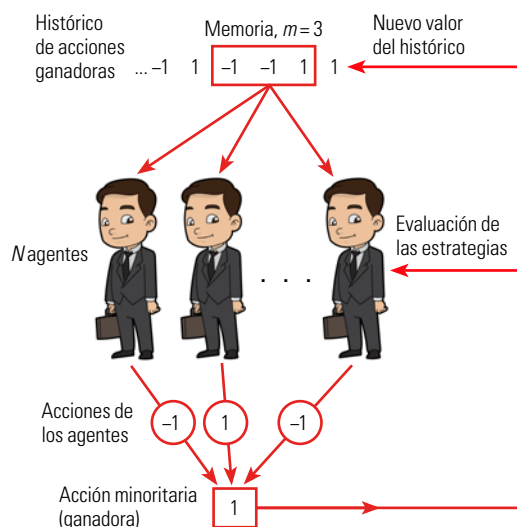 Histórico
de acciones
ganadoras
Memoria, m = 3
Nuevo valor
del histórico
... –1 1 –1 –1 1 1
N agentes
. . .
Evaluación de
las estrategias
Acciones de
los agentes
–1 1 –1
Acción minoritaria
(ganadora)
1